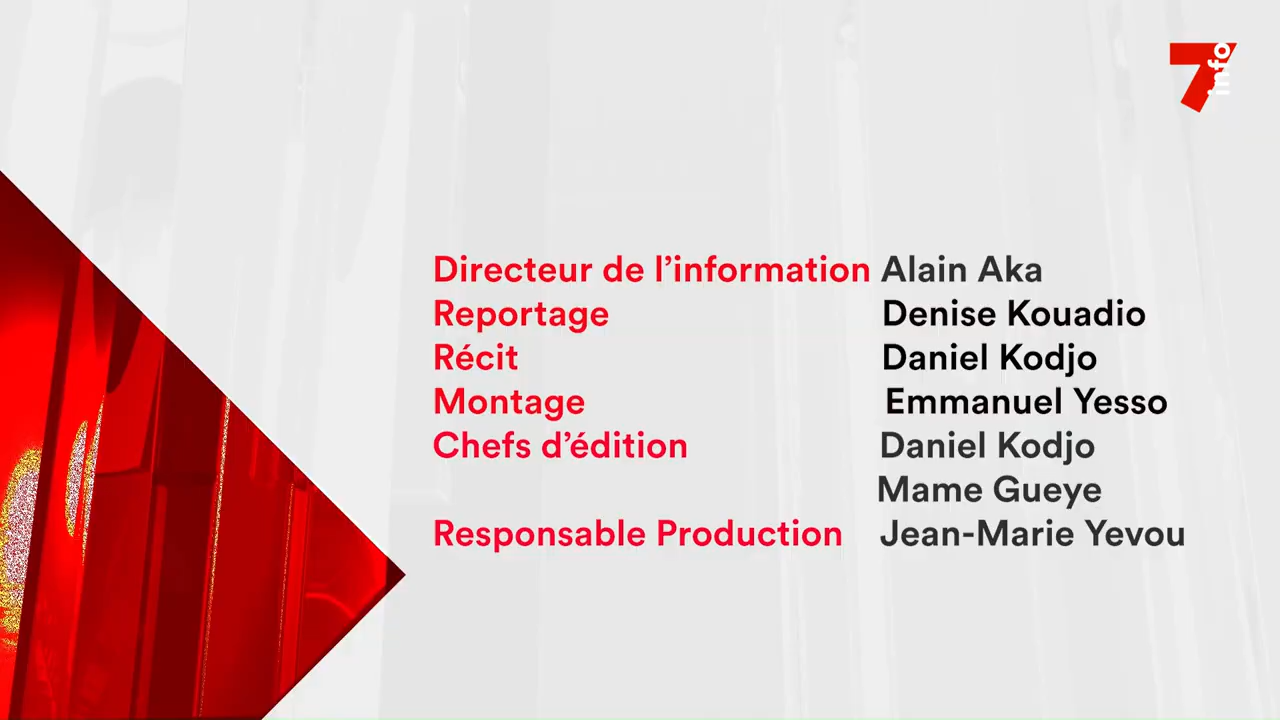 7 info
Directeur de l’information Alain Aka
Reportage Denise Kouadio
Récit Daniel Kodjo
Montage Emmanuel Yesso
Chefs d’édition Daniel Kodjo
Mame Gueye
Responsable Production Jean-Marie Yevou